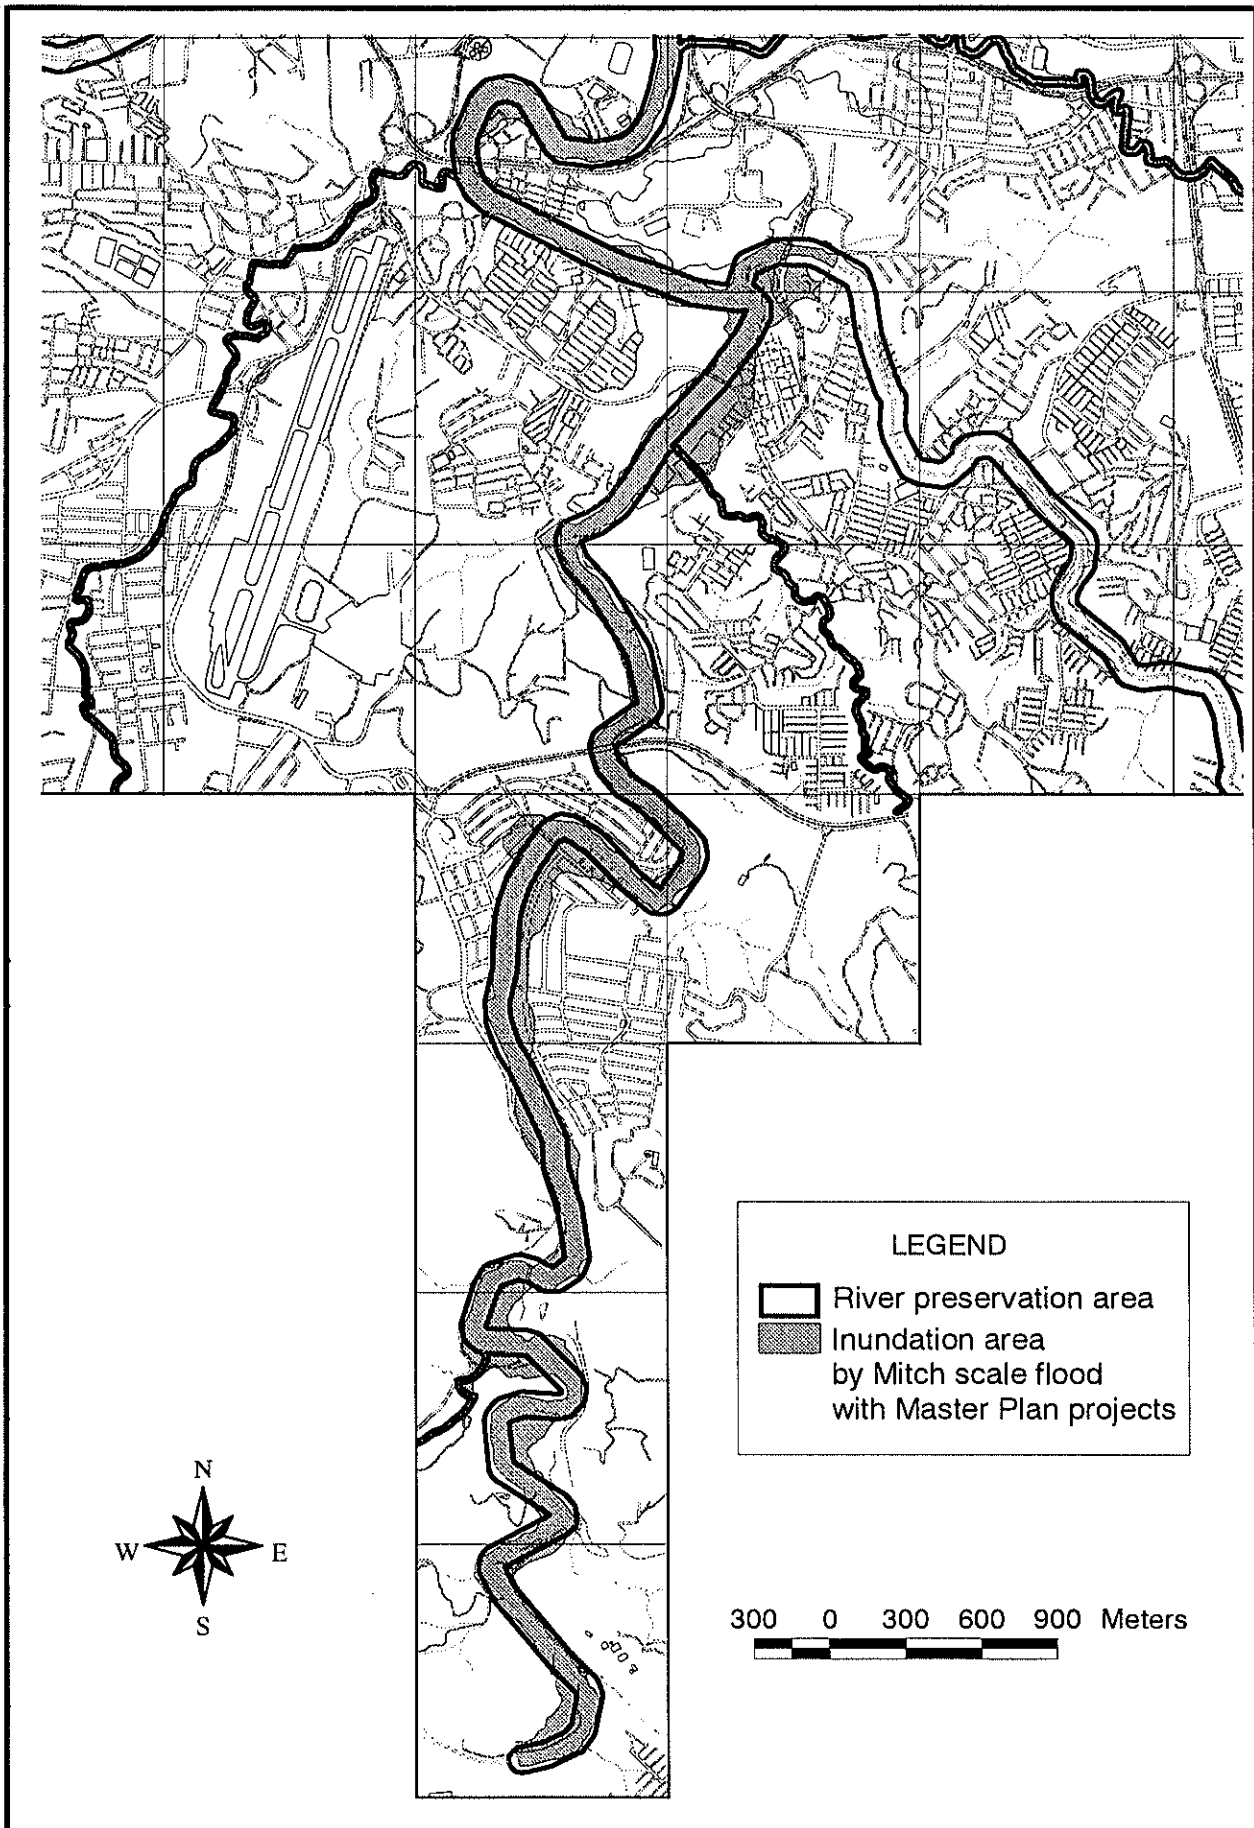 LEGEND
River preservation area
Inundation area
by Mitch scale flood
with Master Plan projects
N
W
E
S
300 0 300 600 900 Meters